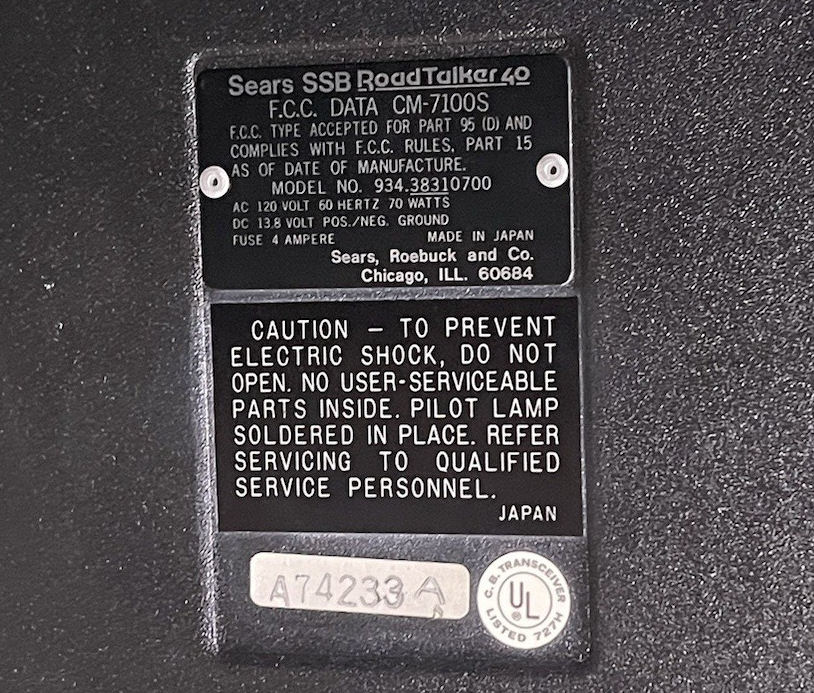 Sears SSB RoadTalker 40
F.C.C. DATA CM-7100S
F.C.C. TYPE ACCEPTED FOR PART 95 (D) AND
COMPLIES WITH F.C.C. RULES, PART 15
AS OF DATE OF MANUFACTURE.
MODEL NO. 934.38310700
AC 120 VOLT 60 HERTZ 70 WATTS
DC 13.8 VOLT POS./NEG. GROUND
FUSE 4 AMPERE MADE IN JAPAN
Sears, Roebuck and Co.
Chicago, ILL. 60684
CAUTION – TO PREVENT
ELECTRIC SHOCK, DO NOT
OPEN. NO USER-SERVICEABLE
PARTS INSIDE. PILOT LAMP
SOLDERED IN PLACE. REFER
SERVICING TO QUALIFIED
SERVICE PERSONNEL.
JAPAN
A74233 A
C.B. TRANSCEIVER
UL
®
LISTED 727H